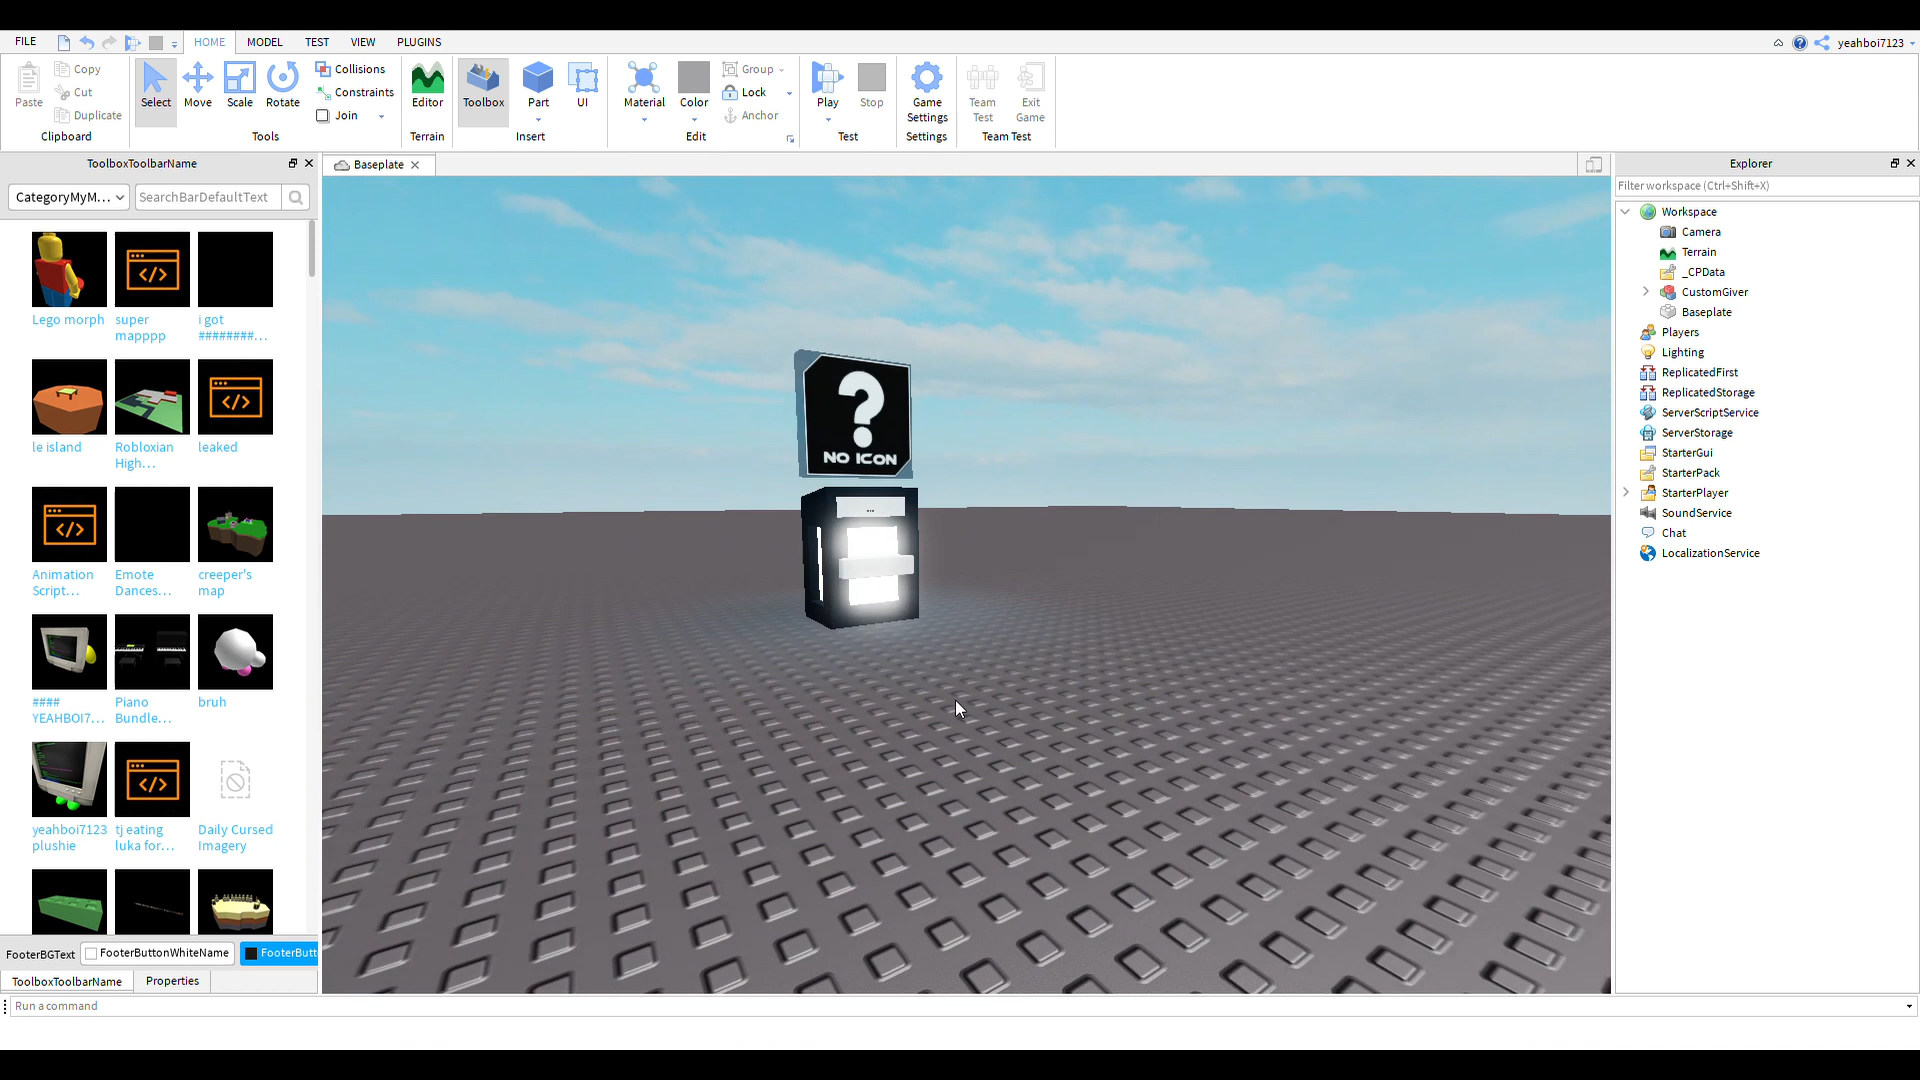 FILE
HOME
MODEL
TEST
VIEW
PLUGINS
yeahboi7123
Paste
Copy
Cut
Duplicate
Clipboard
Select
Move
Scale
Rotate
Collisions
Constraints
Join
Tools
Editor
Terrain
Toolbox
Part
UI
Insert
Material
Color
Group
Lock
Anchor
Edit
Play
Stop
Test
Game
Settings
Settings
Team
Test
Exit
Game
Team Test
ToolboxToolbarName
CategoryMyM...
SearchBarDefaultText
Lego morph
super
mapppp
i got
########...
le island
Robloxian
High...
leaked
Animation
Script...
Emote
Dances...
creeper's
map
####
YEAHBOI7...
Piano
Bundle...
bruh
yeahboi7123
plushie
tj eating
luka for...
Daily Cursed
Imagery
FooterBGText
FooterButtonWhiteName
FooterButt
ToolboxToolbarName
Properties
Run a command
Baseplate
?
NO ICON
...
Explorer
Filter workspace (Ctrl+Shift+X)
Workspace
Camera
Terrain
_CPData
CustomGiver
Baseplate
Players
Lighting
ReplicatedFirst
ReplicatedStorage
ServerScriptService
ServerStorage
StarterGui
StarterPack
StarterPlayer
SoundService
Chat
LocalizationService